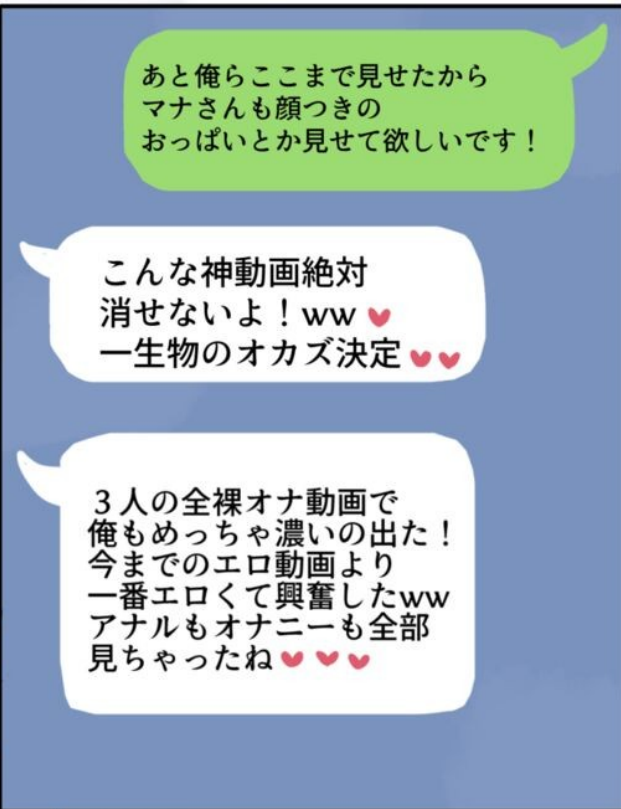 あと俺らここまで見せたから
マナさんも顔つきの
おっぱいとか見せて欲しいです！
こんな神動画絶対
消せないよ！ww♥
一生物のオカズ決定♥♥
３人の全裸オナ動画で
俺もめっちゃ濃いの出た！
今までのエロ動画より
一番エロくて興奮したww
アナルもオナニーも全部
見ちゃったね♥♥♥